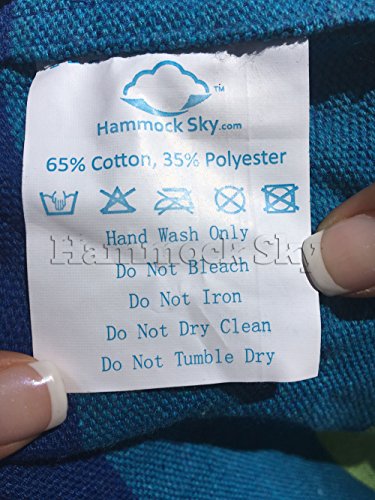 Hammock Sky.com
TM
65% Cotton, 35% Polyester
Hand Wash Only
Hammock Sky
Do Not Bleach
Do Not Iron
Do Not Dry Clean
Do Not Tumble Dry